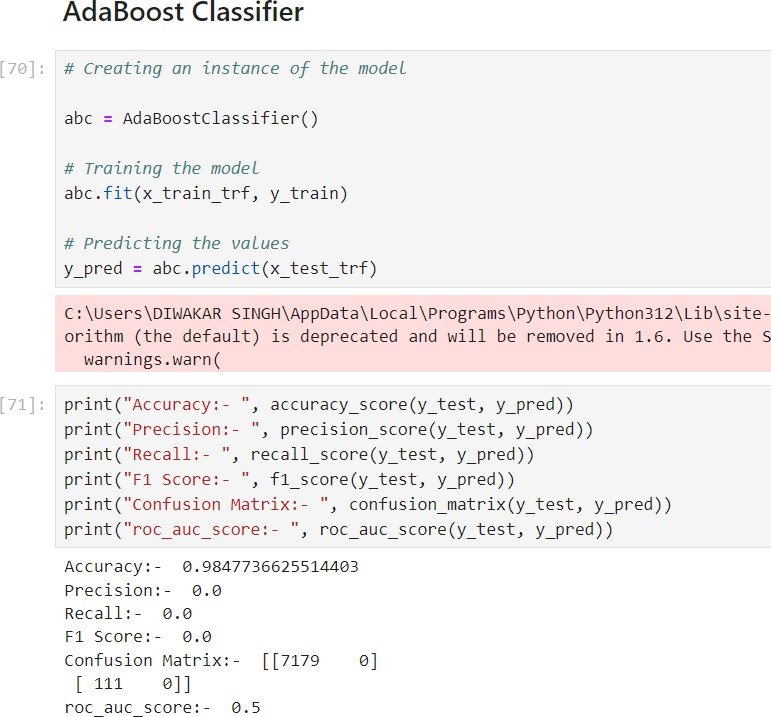 AdaBoost Classifier
[70]: # Creating an instance of the model
abc = AdaBoostClassifier()
# Training the model
abc.fit(x_train_trf, y_train)
# Predicting the values
y_pred = abc.predict(x_test_trf)
C:\Users\DIWAKAR SINGH\AppData\Local\Programs\Python\Python312\Lib\site-
orithm (the default) is deprecated and will be removed in 1.6. Use the S
warnings.warn(
[71]: print("Accuracy:- ", accuracy_score(y_test, y_pred))
print("Precision:- ", precision_score(y_test, y_pred))
print("Recall:- ", recall_score(y_test, y_pred))
print("F1 Score:- ", f1_score(y_test, y_pred))
print("Confusion Matrix:- ", confusion_matrix(y_test, y_pred))
print("roc_auc_score:- ", roc_auc_score(y_test, y_pred))
Accuracy:-  0.9847736625514403
Precision:-  0.0
Recall:-  0.0
F1 Score:-  0.0
Confusion Matrix:-  [[7179    0]
 [ 111    0]]
roc_auc_score:-  0.5